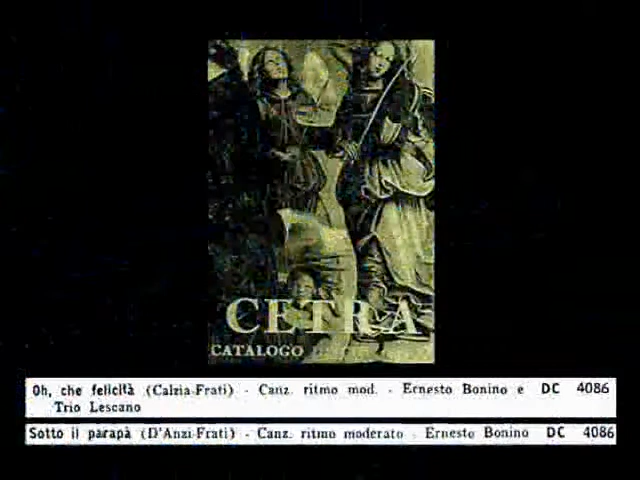 CETRA
CATALOGO
Oh, che felicità (Calzia-Frati) - Canz. ritmo mod. - Ernesto Bonino e DC 4086
Trio Lescano
Sotto il parapà (D'Anzi-Frati) - Canz. ritmo moderato - Ernesto Bonino DC 4086